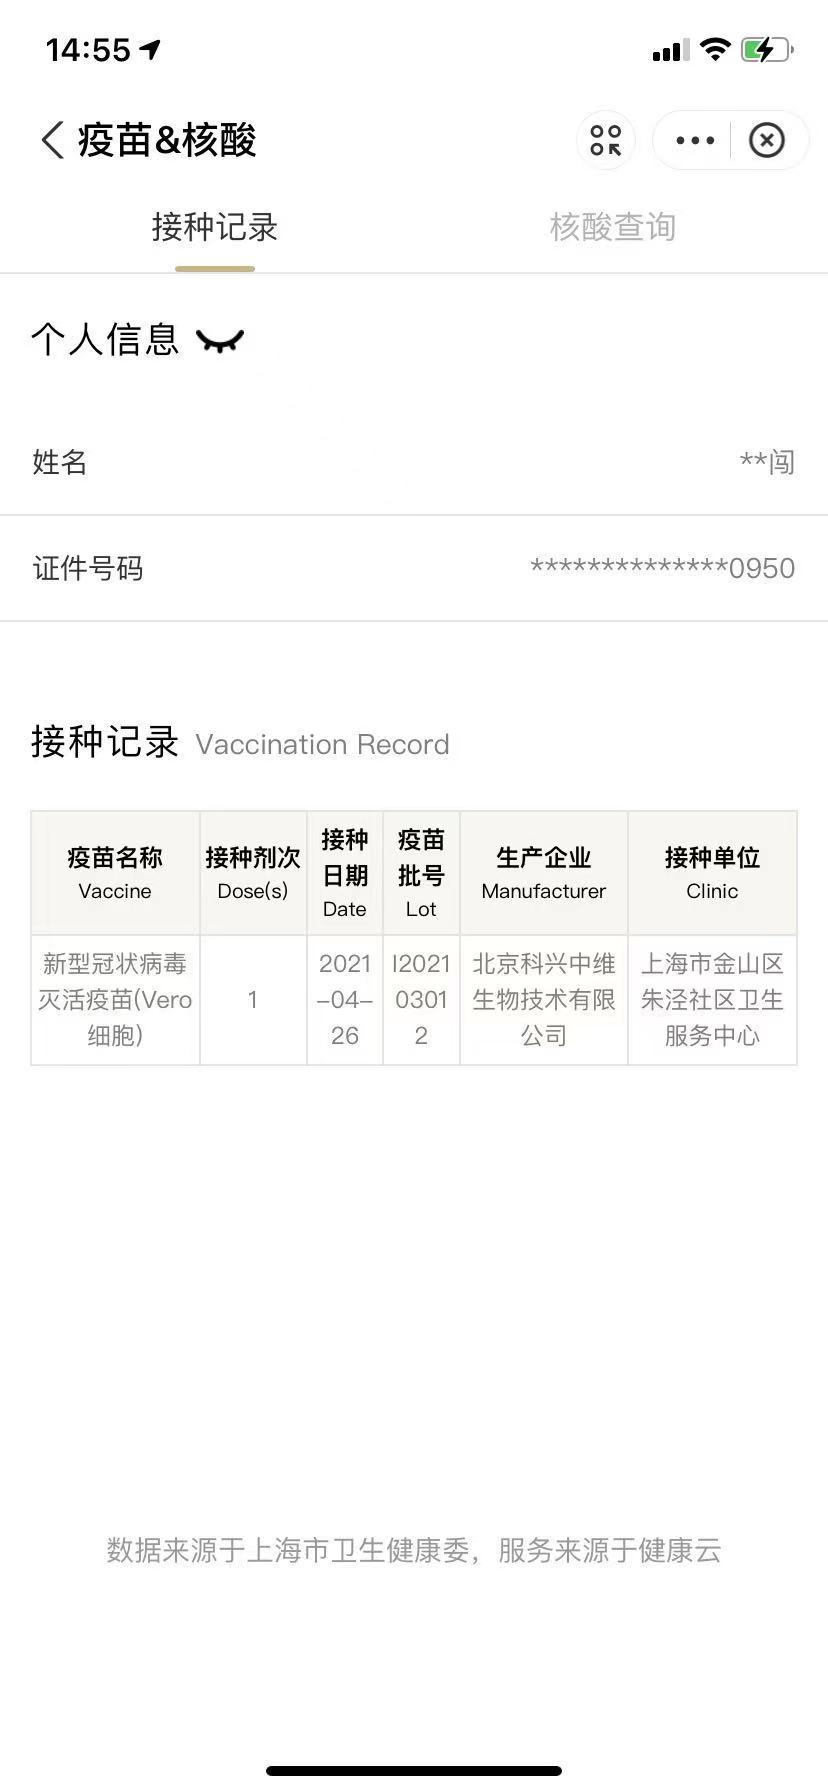 14:55
疫苗&核酸
接种记录 核酸查询
个人信息
姓名 **闯
证件号码 **************0950
接种记录 Vaccination Record
疫苗名称
Vaccine
接种剂次
Dose(s)
接种
日期
Date
疫苗
批号
Lot
生产企业
Manufacturer
接种单位
Clinic
新型冠状病毒
灭活疫苗(Vero
细胞)
1
2021
-04-
26
I2021
0301
2
北京科兴中维
生物技术有限
公司
上海市金山区
朱泾社区卫生
服务中心
数据来源于上海市卫生健康委，服务来源于健康云